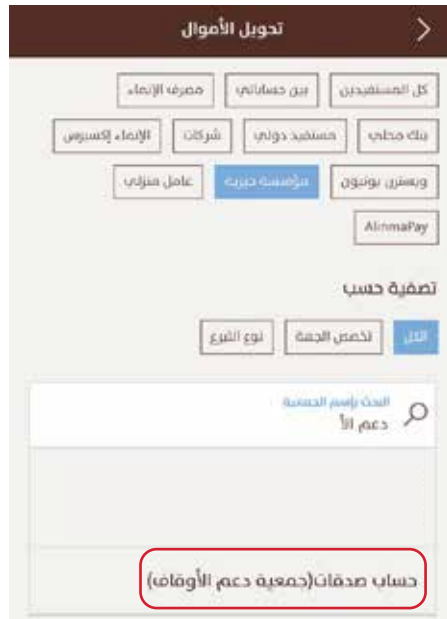 تحويل الأموال
كل المستفيدين بين حساباتي مصرف الإنماء
بنك محلي مستفيد دولي شركات الإنماء إكسبرس
ويسترن يونيون مؤسسة خيرية عامل منزلي
AlinmaPay
تصفية حسب
الكل تخصص الجهة نوع التبرع
البحث بإسم الجمعية
دعم الأ
حساب صدقات(جمعية دعم الأوقاف)